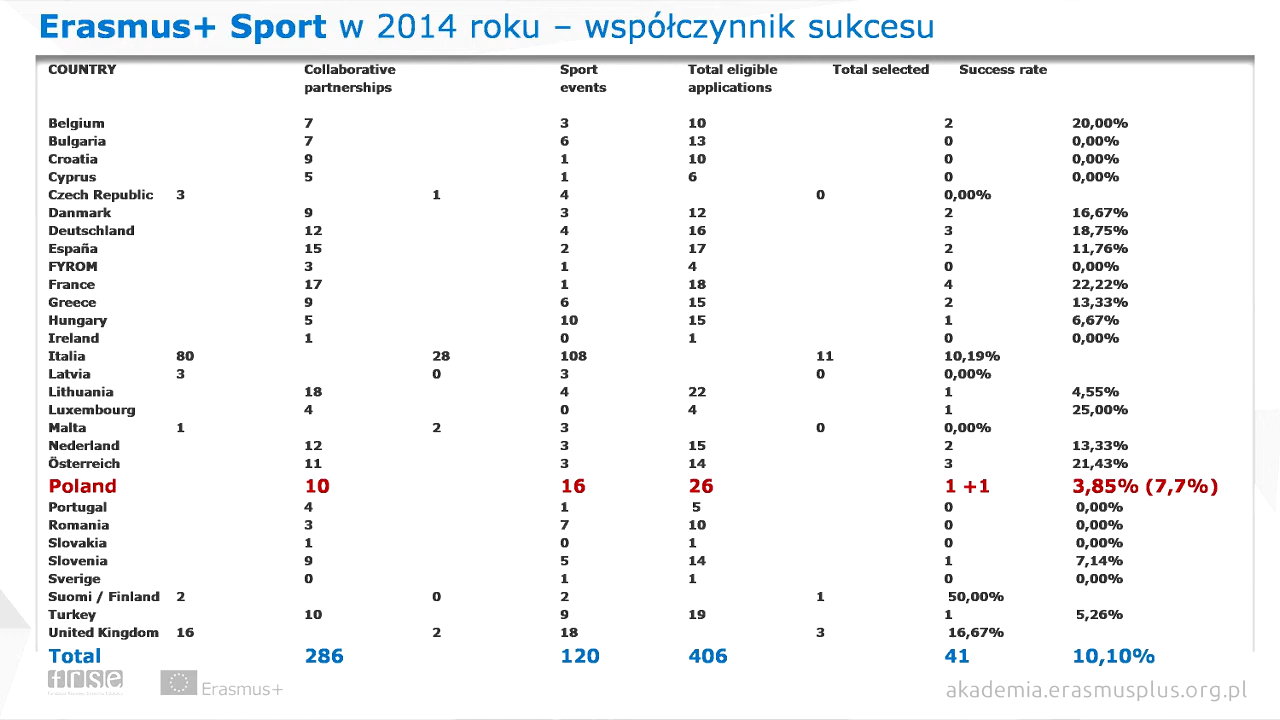 Erasmus+ Sport w 2014 roku – współczynnik sukcesu
COUNTRY Collaborative partnerships Sport events Total eligible applications Total selected Success rate
Belgium 7 3 10 2 20,00%
Bulgaria 7 6 13 0 0,00%
Croatia 9 1 10 0 0,00%
Cyprus 5 1 6 0 0,00%
Czech Republic 3 1 4 0 0,00%
Danmark 9 3 12 2 16,67%
Deutschland 12 4 16 3 18,75%
España 15 2 17 2 11,76%
FYROM 3 1 4 0 0,00%
France 17 1 18 4 22,22%
Greece 9 6 15 2 13,33%
Hungary 5 10 15 1 6,67%
Ireland 1 0 1 0 0,00%
Italia 80 28 108 11 10,19%
Latvia 3 0 3 0 0,00%
Lithuania 18 4 22 1 4,55%
Luxembourg 4 0 4 1 25,00%
Malta 1 2 3 0 0,00%
Nederland 12 3 15 2 13,33%
Österreich 11 3 14 3 21,43%
Poland 10 16 26 1 +1 3,85% (7,7%)
Portugal 4 1 5 0 0,00%
Romania 3 7 10 0 0,00%
Slovakia 1 0 1 0 0,00%
Slovenia 9 5 14 1 7,14%
Sverige 0 1 1 0 0,00%
Suomi / Finland 2 0 2 1 50,00%
Turkey 10 9 19 1 5,26%
United Kingdom 16 2 18 3 16,67%
Total 286 120 406 41 10,10%
frse Erasmus+ akademia.erasmusplus.org.pl